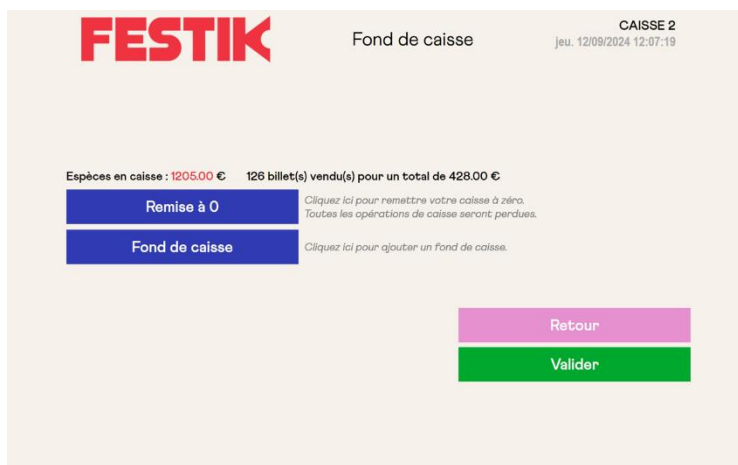 FESTIK
Fond de caisse
CAISSE 2
jeu. 12/09/2024 12:07:19
Espèces en caisse : 1205.00 € 126 billet(s) vendu(s) pour un total de 428.00 €
Remise à 0
Cliquez ici pour remettre votre caisse à zéro.
Toutes les opérations de caisse seront perdues.
Fond de caisse
Cliquez ici pour ajouter un fond de caisse.
Retour
Valider